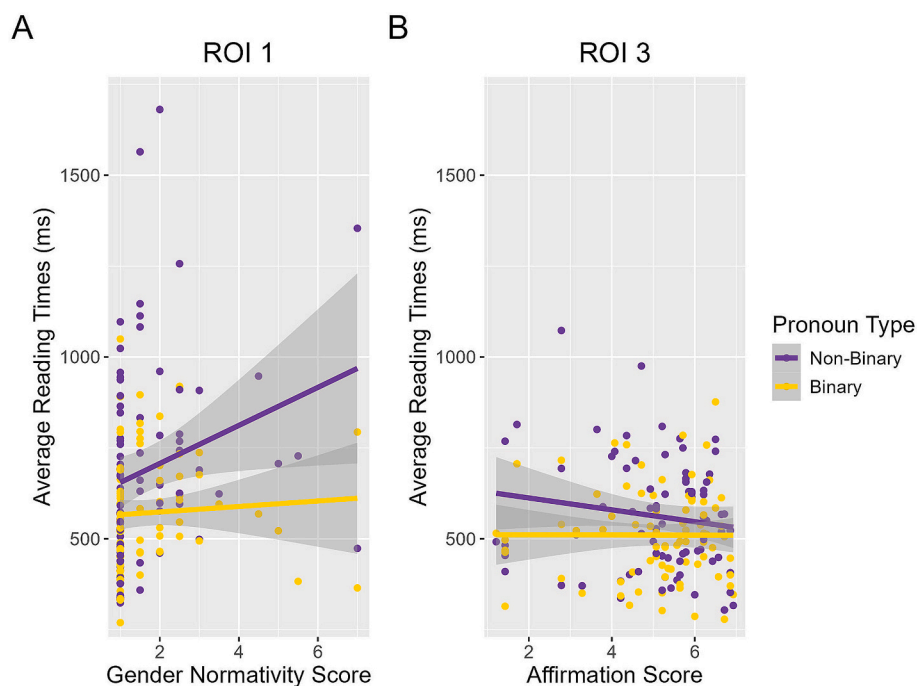 A
ROI 1
Average Reading Times (ms)
1500
1000
500
2 4 6
Gender Normativity Score
B
ROI 3
Average Reading Times (ms)
1500
1000
500
2 4 6
Affirmation Score
Pronoun Type
Non-Binary
Binary